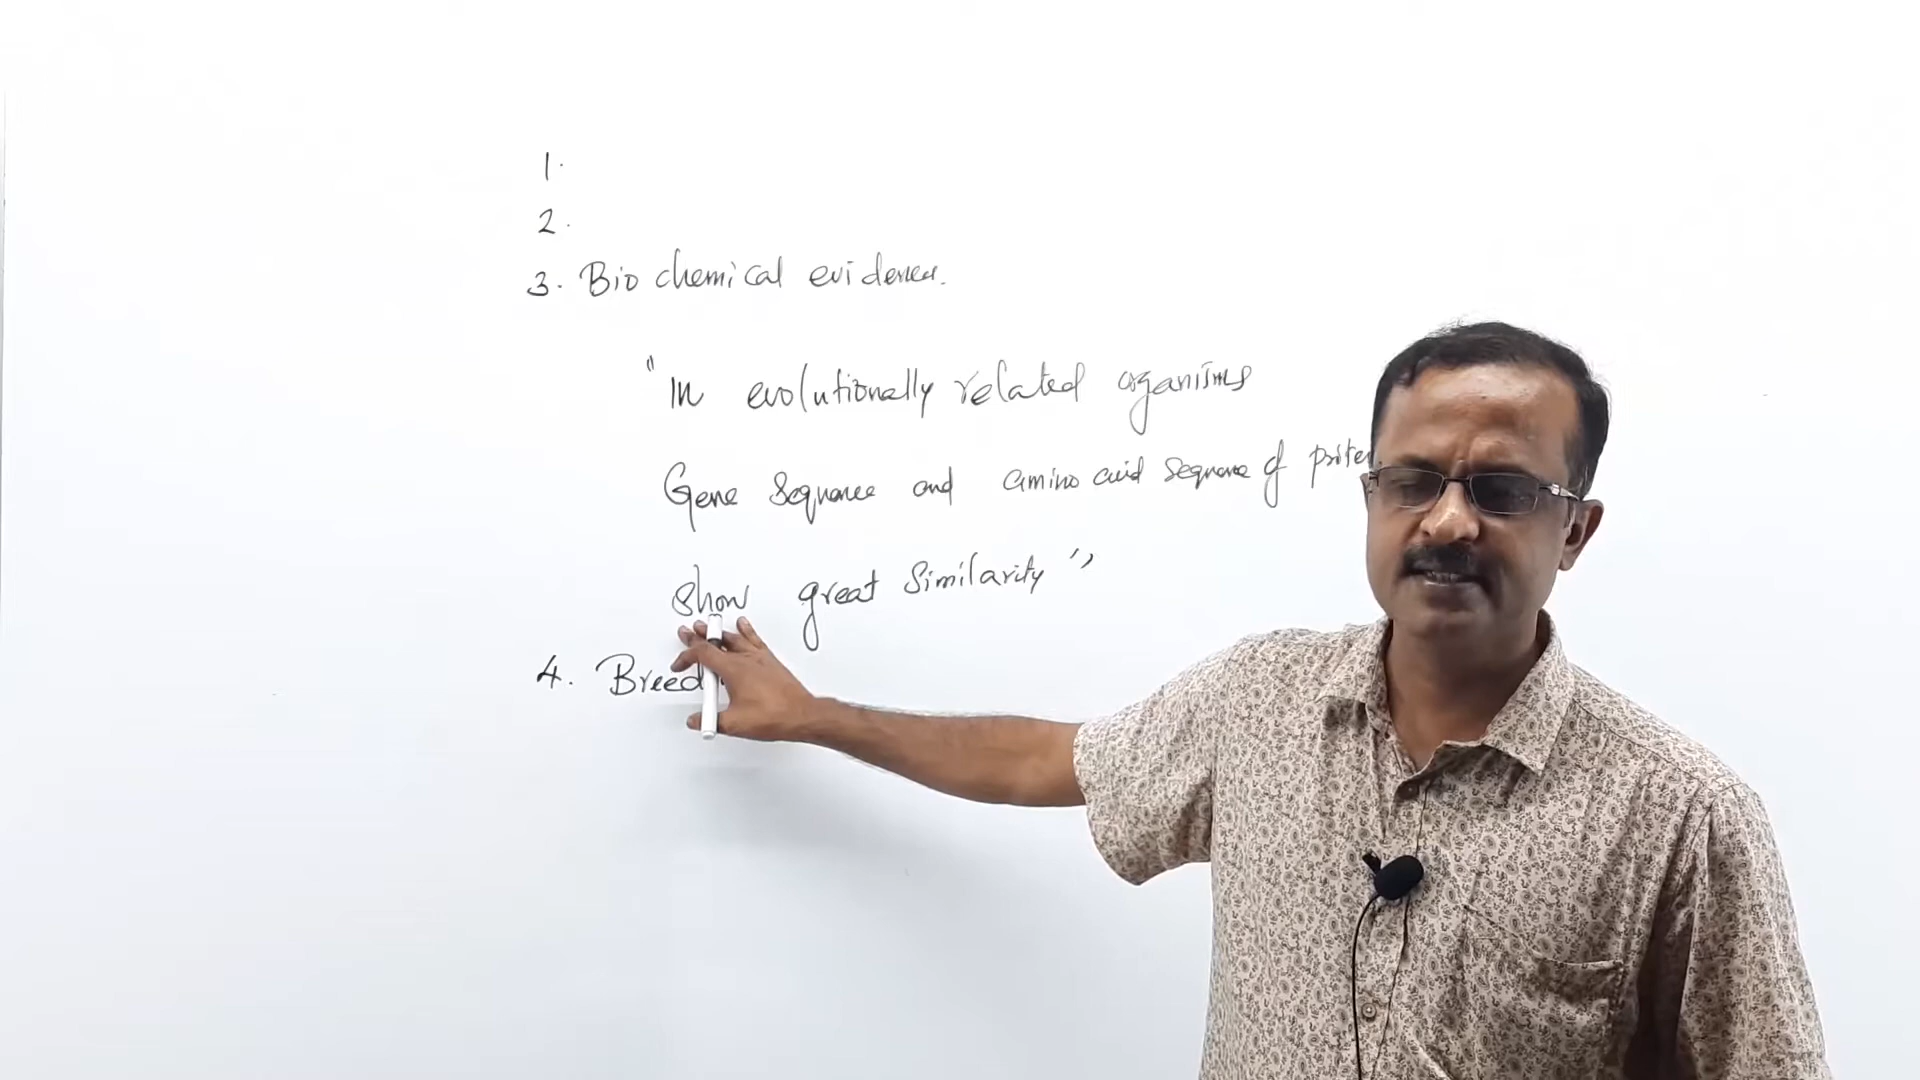 1.
2.
3. Bio chemical evidences.
" In evolutionally related organisms
Gene Sequence and amino acid sequence of
show great similarity "
4. Breed